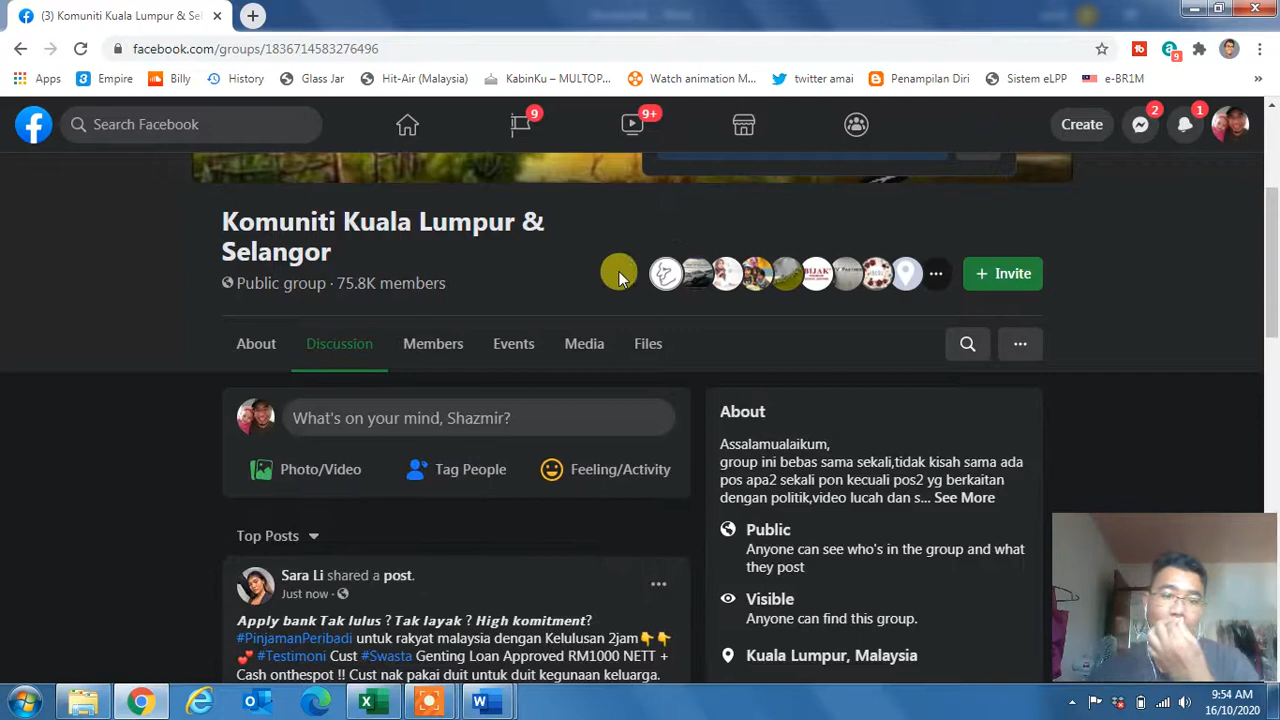 (3) Komuniti Kuala Lumpur & Sel
facebook.com/groups/1836714583276496
9
Apps Empire Billy History Glass Jar Hit-Air (Malaysia) KabinKu – MULTOP... Watch animation M... twitter amail Penampilan Diri Sistem eLPP e-BR1M »
Search Facebook 9 9+ Create 2 1
Komuniti Kuala Lumpur &
Selangor
Public group · 75.8K members
BIJAK
+ Invite
About Discussion Members Events Media Files
What's on your mind, Shazmir?
Photo/Video Tag People Feeling/Activity
Top Posts
Sara Li shared a post.
Just now ·
Apply bank Tak lulus ? Tak layak ? High komitment?
#PinjamanPeribadi untuk rakyat malaysia dengan Kelulusan 2jam👇👇
💕 #Testimoni Cust #Swasta Genting Loan Approved RM1000 NETT +
Cash onthespot !! Cust nak pakai duit untuk duit kegunaan keluarga.
About
Assalamualaikum,
group ini bebas sama sekali,tidak kisah sama ada
pos apa2 sekali pon kecuali pos2 yg berkaitan
dengan politik,video lucah dan s... See More
Public
Anyone can see who's in the group and what
they post
Visible
Anyone can find this group.
Kuala Lumpur, Malaysia
9:54 AM
16/10/2020